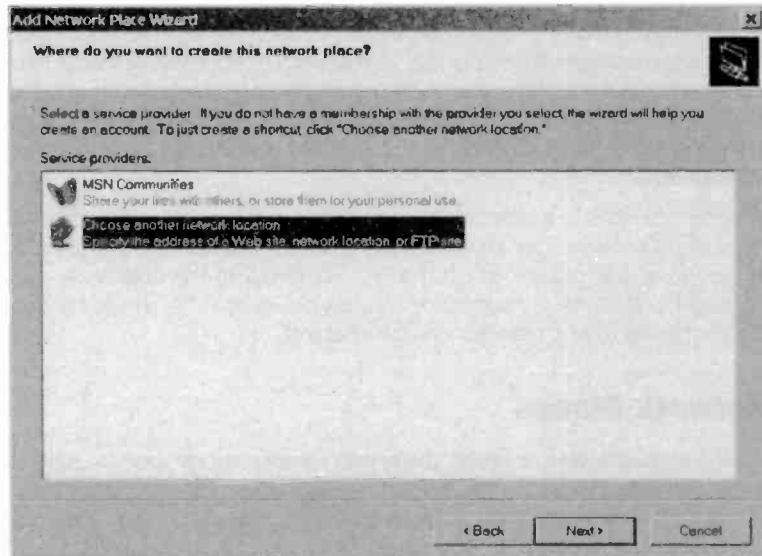 Add Network Place Wizard
Where do you want to create this network place?
Select a service provider. If you do not have a membership with the provider you select, the wizard will help you
create an account. To just create a shortcut, click "Choose another network location."
Service providers:
MSN Communities
Share your files with others, or store them for your personal use.
Choose another network location
Specify the address of a Web site, network location, or FTP site.
< Back
Next >
Cancel